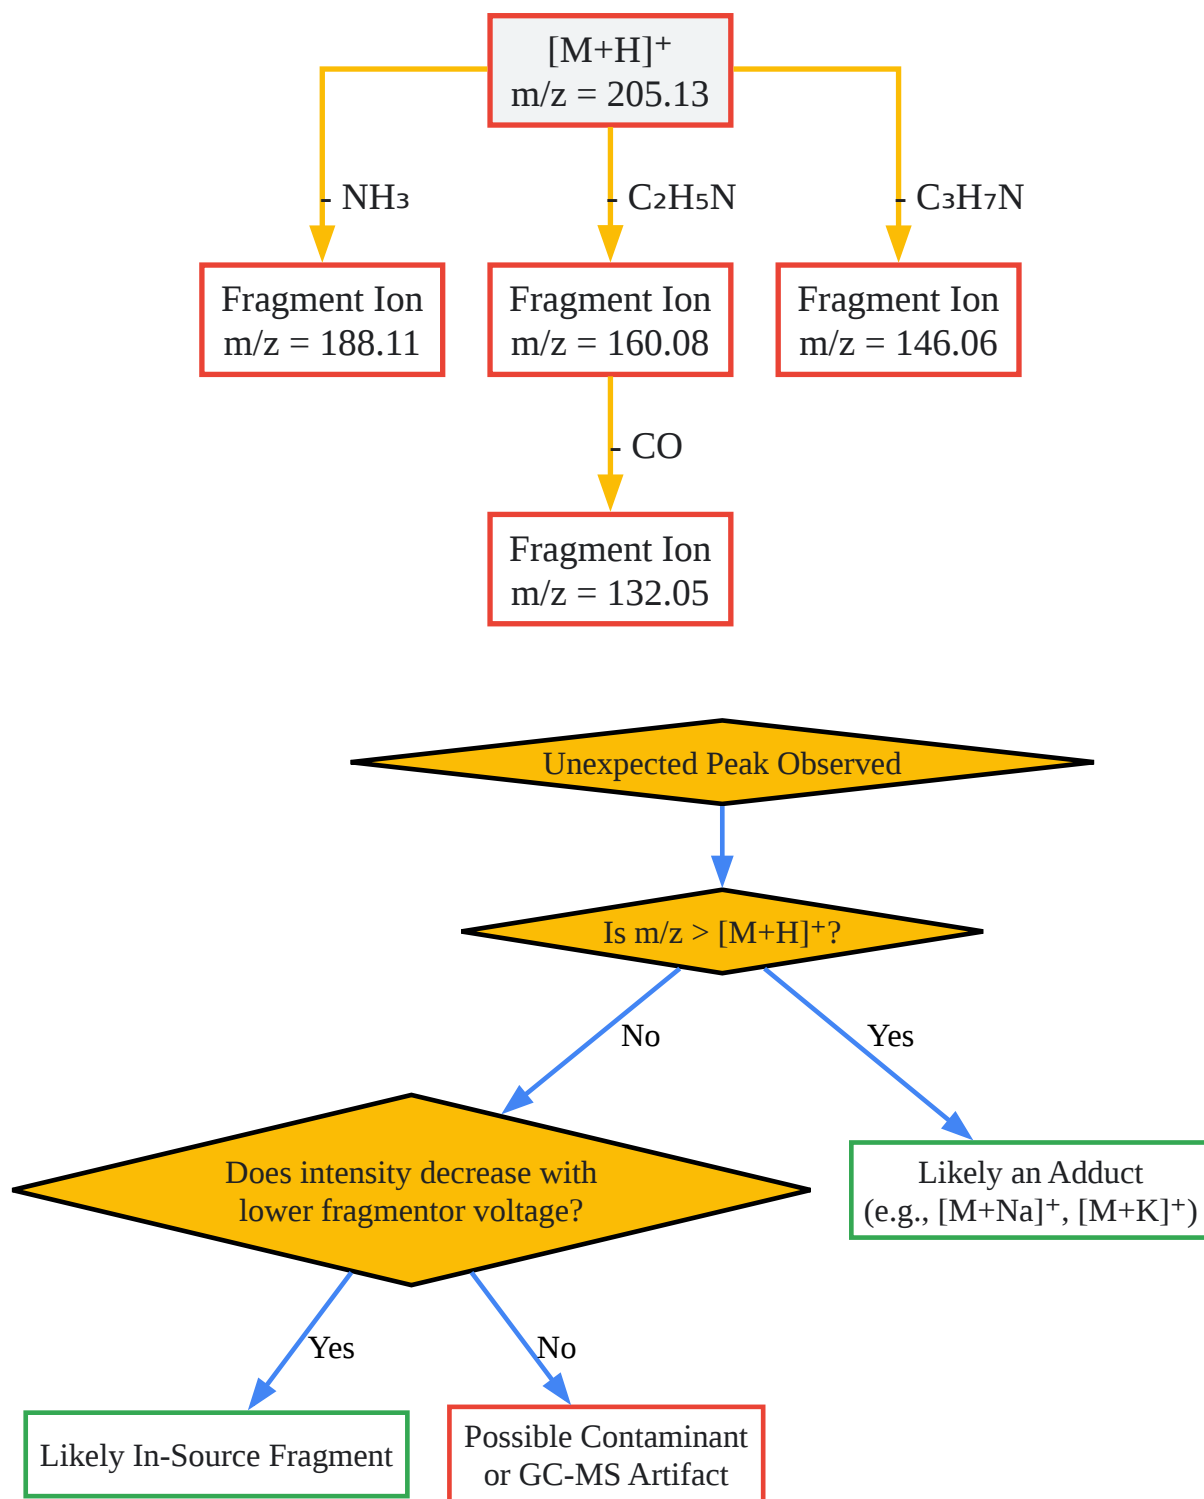 [M+H]⁺
m/z = 205.13
- NH₃
- C₂H₅N
- C₃H₇N
Fragment Ion
m/z = 188.11
Fragment Ion
m/z = 160.08
Fragment Ion
m/z = 146.06
- CO
Fragment Ion
m/z = 132.05
Unexpected Peak Observed
Is m/z > [M+H]⁺?
No
Yes
Does intensity decrease with
lower fragmentor voltage?
Likely an Adduct
(e.g., [M+Na]⁺, [M+K]⁺)
Yes
No
Likely In-Source Fragment
Possible Contaminant
or GC-MS Artifact